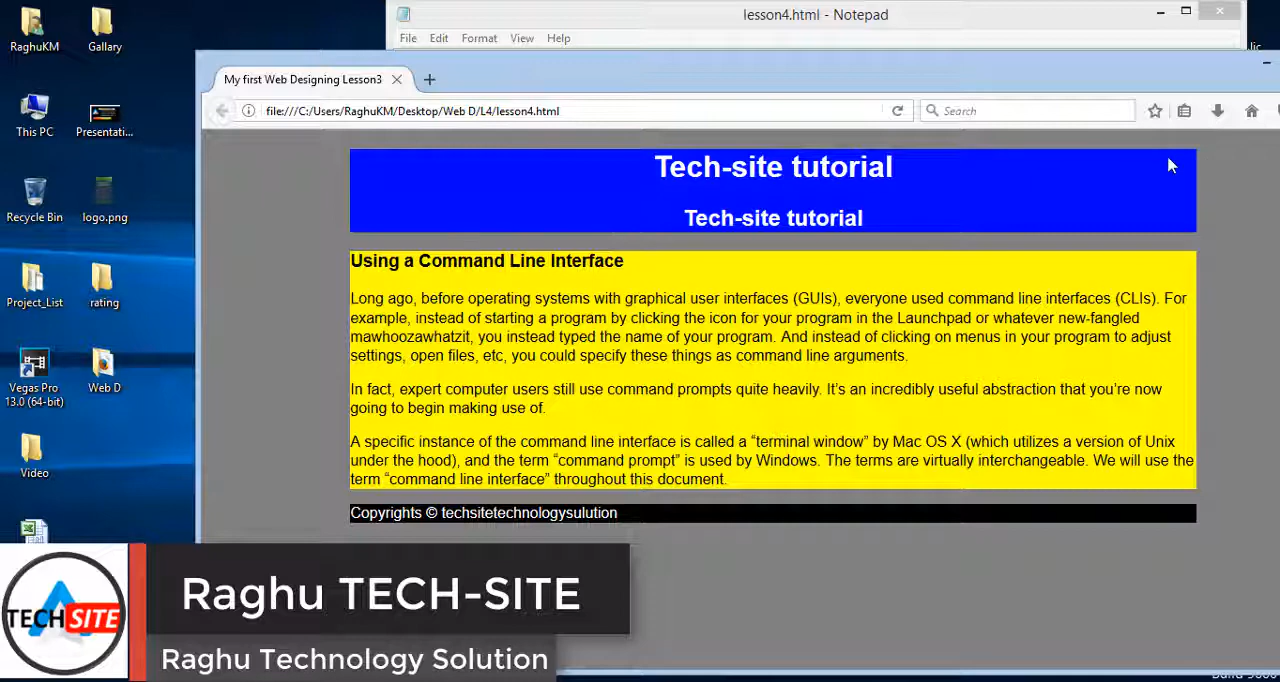 lesson4.html - Notepad
File Edit Format View Help
RaghuKM
Gallary
This PC
Presentati...
Recycle Bin
logo.png
Project_List
rating
Vegas Pro
13.0 (64-bit)
Web D
Video
My first Web Designing Lesson3
file:///C:/Users/RaghuKM/Desktop/Web D/L4/lesson4.html
Search
Tech-site tutorial
Tech-site tutorial
Using a Command Line Interface
Long ago, before operating systems with graphical user interfaces (GUIs), everyone used command line interfaces (CLIs). For
example, instead of starting a program by clicking the icon for your program in the Launchpad or whatever new-fangled
mawhoozawhatzit, you instead typed the name of your program. And instead of clicking on menus in your program to adjust
settings, open files, etc, you could specify these things as command line arguments.
In fact, expert computer users still use command prompts quite heavily. It’s an incredibly useful abstraction that you’re now
going to begin making use of.
A specific instance of the command line interface is called a “terminal window” by Mac OS X (which utilizes a version of Unix
under the hood), and the term “command prompt” is used by Windows. The terms are virtually interchangeable. We will use the
term “command line interface” throughout this document.
Copyrights © techsitetechnologysulution
TECH SITE
Raghu TECH-SITE
Raghu Technology Solution